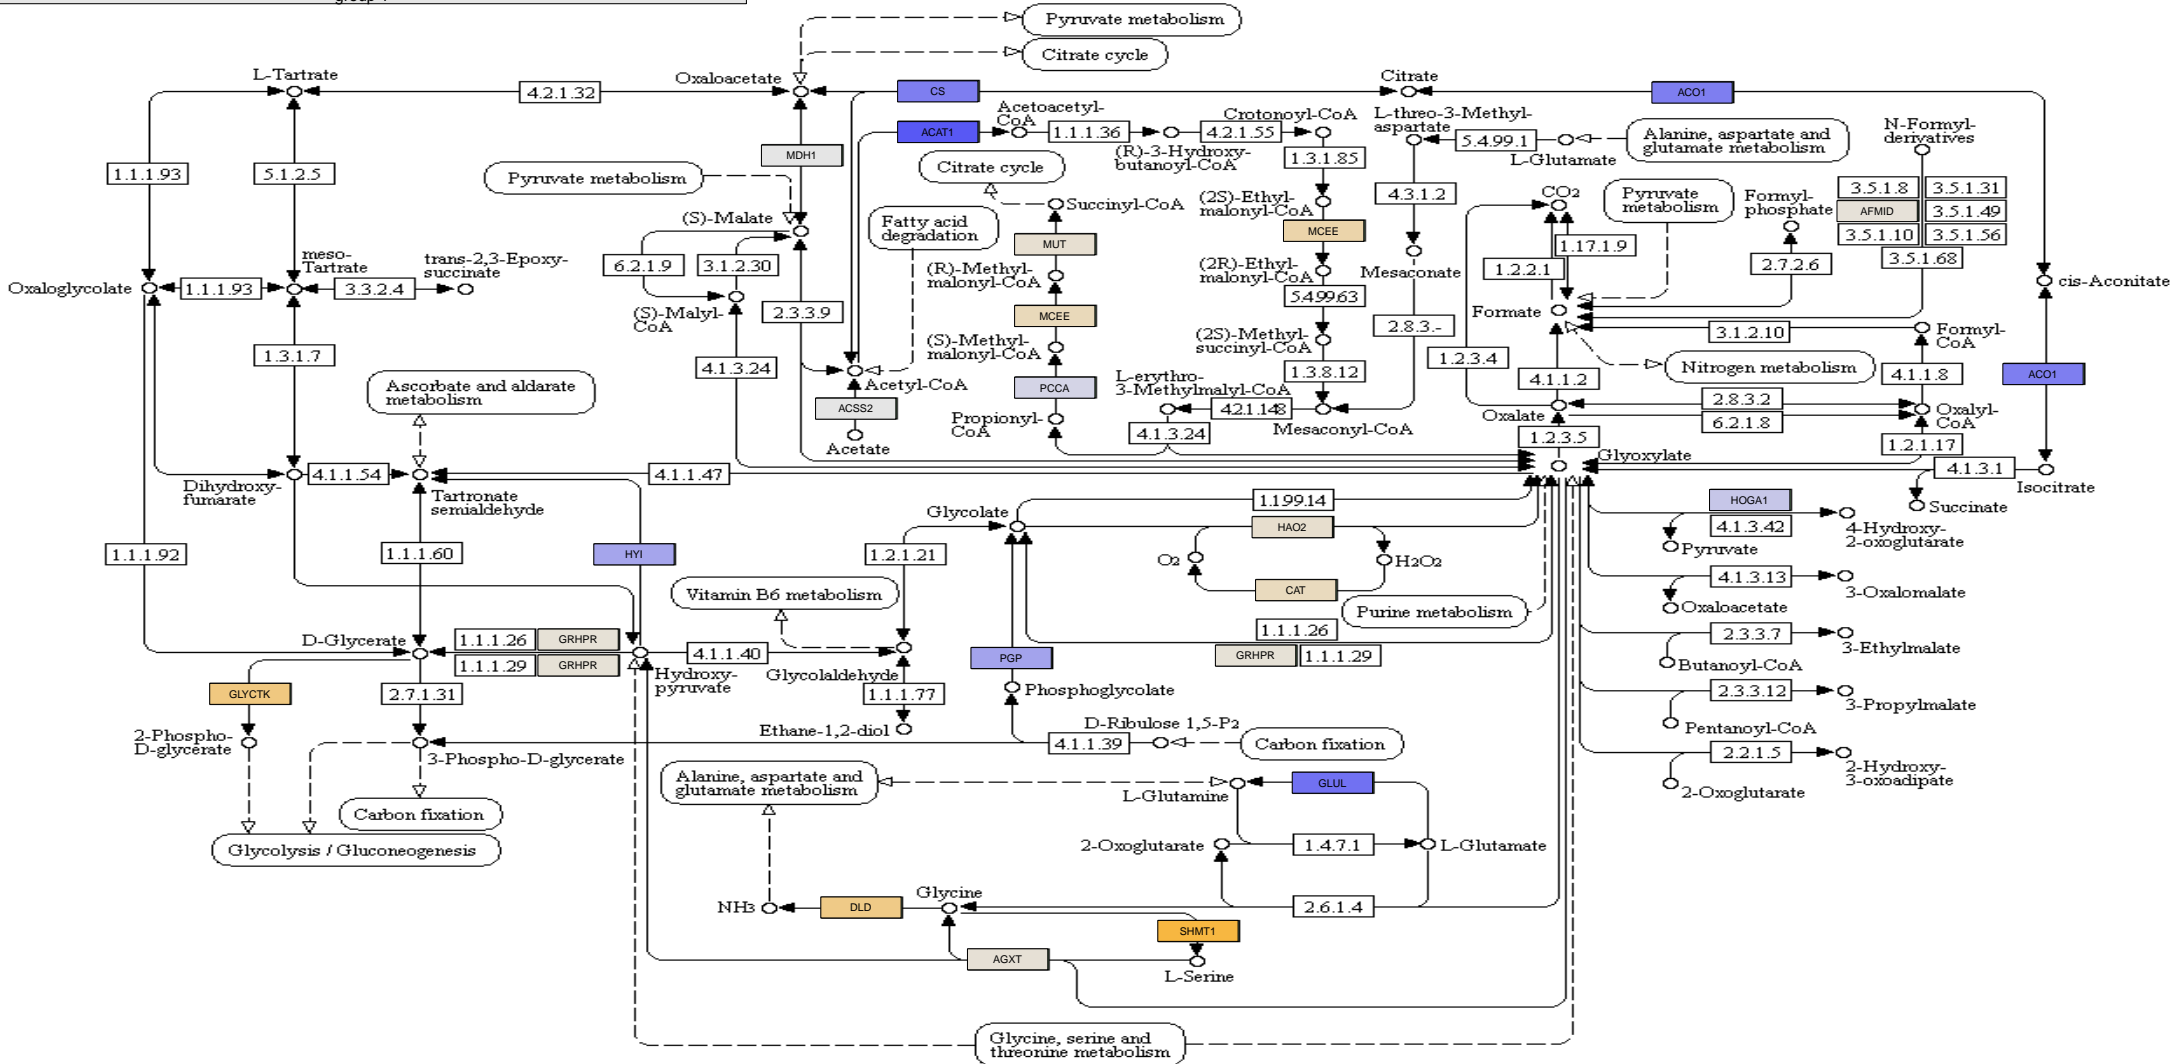 group 1
Pyruvate metabolism
Citrate cycle
L-Tartrate
4.2.1.32
Oxaloacetate
CS
Citrate
ACO1
ACAT1
Acetoacetyl-
CoA
1.1.1.36
4.2.1.55
Crotonoyl-CoA
(R)-3-Hydroxy-
butanoyl-CoA
L-threo-3-Methyl-
aspartate
5.4.99.1
L-Glutamate
Alanine, aspartate and
glutamate metabolism
N-Formyl-
derivatives
1.1.1.93
5.1.2.5
MDH1
Pyruvate metabolism
Citrate cycle
1.3.1.85
4.3.1.2
CO2
Pyruvate
metabolism
Formyl-
phosphate
3.5.1.8
3.5.1.31
AFMID
3.5.1.49
3.5.1.10
3.5.1.56
3.5.1.68
(S)-Malate
Fatty acid
degradation
Succinyl-CoA
(2S)-Ethyl-
malonyl-CoA
MUT
MCEE
1.17.1.9
1.2.2.1
2.7.2.6
6.2.1.9
3.1.2.30
meso-
Tartrate
trans-2,3-Epoxy-
succinate
(R)-Methyl-
malonyl-CoA
(2R)-Ethyl-
malonyl-CoA
Mesaconate
Oxaloglycolate
1.1.1.93
3.3.2.4
cis-Aconitate
(S)-Malyl-
CoA
2.3.3.9
MCEE
5.4.99.63
Formate
2.8.3.-
3.1.2.10
Formyl-
CoA
1.3.1.7
4.1.3.24
(S)-Methyl-
malonyl-CoA
(2S)-Methyl-
succinyl-CoA
1.2.3.4
Nitrogen metabolism
Ascorbate and aldarate
metabolism
Acetyl-CoA
PCCA
L-erythro-
3-Methylmalyl-CoA
1.3.8.12
4.1.1.2
4.1.1.8
ACO1
ACSS2
Propionyl-
CoA
4.2.1.148
Mesaconyl-CoA
Oxalate
2.8.3.2
6.2.1.8
Oxalyl-
CoA
Acetate
4.1.3.24
1.2.3.5
1.2.1.17
Glyoxylate
Dihydroxy-
fumarate
4.1.1.54
Tartronate
semialdehyde
4.1.1.47
4.1.3.1
Isocitrate
Succinate
Glycolate
1.1.99.14
HAO2
HOGA1
4.1.3.42
4-Hydroxy-
2-oxoglutarate
Pyruvate
1.1.1.92
1.1.1.60
HYI
1.2.1.21
O2
H2O2
CAT
4.1.3.13
3-Oxalomalate
Oxaloacetate
Vitamin B6 metabolism
Purine metabolism
D-Glycerate
1.1.1.26
GRHPR
1.1.1.29
GRHPR
4.1.1.40
Hydroxy-
pyruvate
Glycolaldehyde
PGP
1.1.1.26
GRHPR
1.1.1.29
2.3.3.7
3-Ethylmalate
Butanoyl-CoA
GLYCTK
2.7.1.31
1.1.1.77
Phosphoglycolate
2.3.3.12
3-Propylmalate
Pentanoyl-CoA
2-Phospho-
D-glycerate
3-Phospho-D-glycerate
Ethane-1,2-diol
D-Ribulose 1,5-P2
4.1.1.39
Carbon fixation
2.2.1.5
2-Hydroxy-
3-oxoadipate
2-Oxoglutarate
Alanine, aspartate and
glutamate metabolism
L-Glutamine
GLUL
Carbon fixation
Glycolysis / Gluconeogenesis
2-Oxoglutarate
1.4.7.1
L-Glutamate
NH3
DLD
Glycine
2.6.1.4
SHMT1
AGXT
L-Serine
Glycine, serine and
threonine metabolism